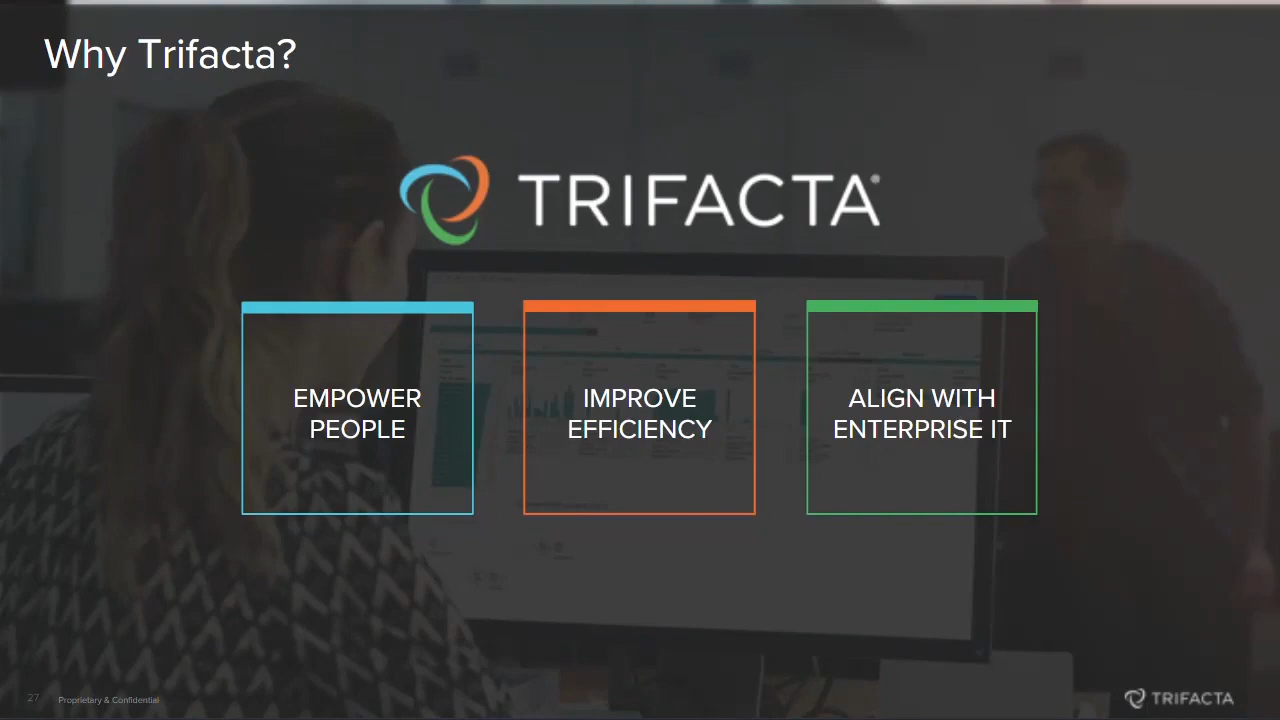 Why Trifacta?
TRIFACTA®
EMPOWER
PEOPLE
IMPROVE
EFFICIENCY
ALIGN WITH
ENTERPRISE IT
27
Proprietary & Confidential
TRIFACTA